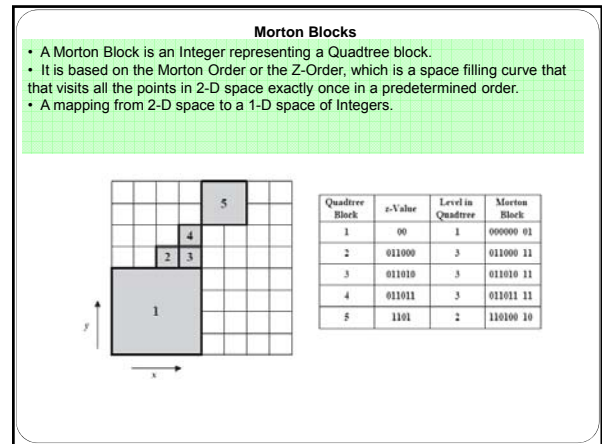 Morton Blocks
• A Morton Block is an Integer representing a Quadtree block.
• It is based on the Morton Order or the Z-Order, which is a space filling curve that
that visits all the points in 2-D space exactly once in a predetermined order.
• A mapping from 2-D space to a 1-D space of Integers.
5
4
2 3
1
y
x
Quadtree Block z-Value Level in Quadtree Morton Block
1 00 1 000000 01
2 011000 3 011000 11
3 011010 3 011010 11
4 011011 3 011011 11
5 1101 2 110100 10